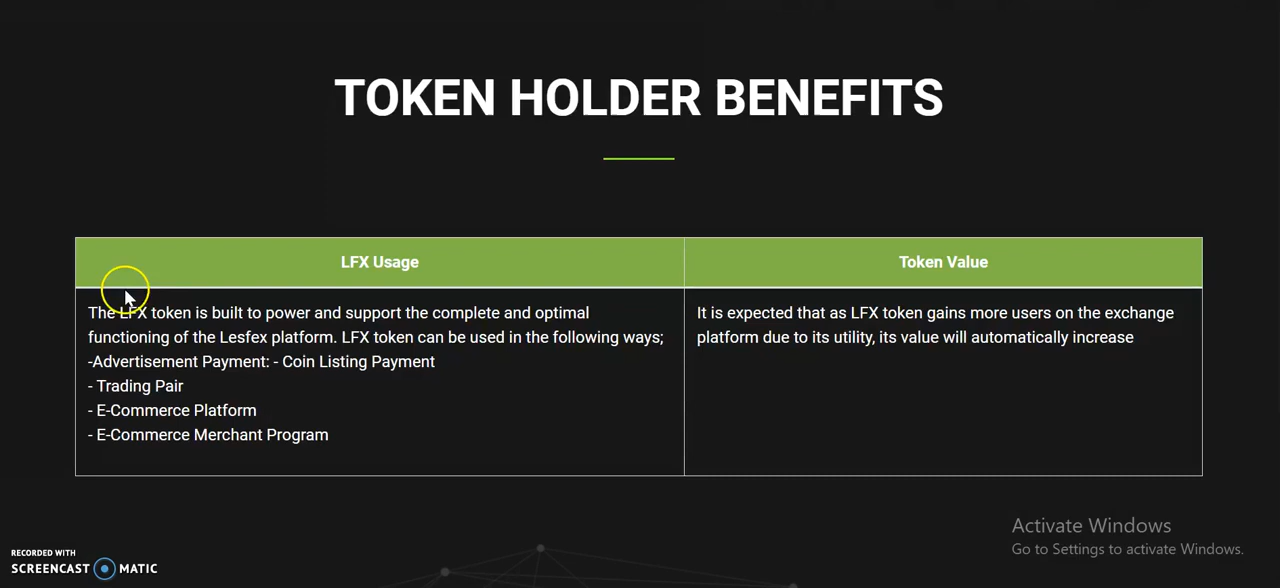 TOKEN HOLDER BENEFITS
LFX Usage
Token Value
The LFX token is built to power and support the complete and optimal
functioning of the Lesfex platform. LFX token can be used in the following ways;
-Advertisement Payment: - Coin Listing Payment
- Trading Pair
- E-Commerce Platform
- E-Commerce Merchant Program
It is expected that as LFX token gains more users on the exchange
platform due to its utility, its value will automatically increase
Activate Windows
Go to Settings to activate Windows.
RECORDED WITH
SCREENCAST MATIC